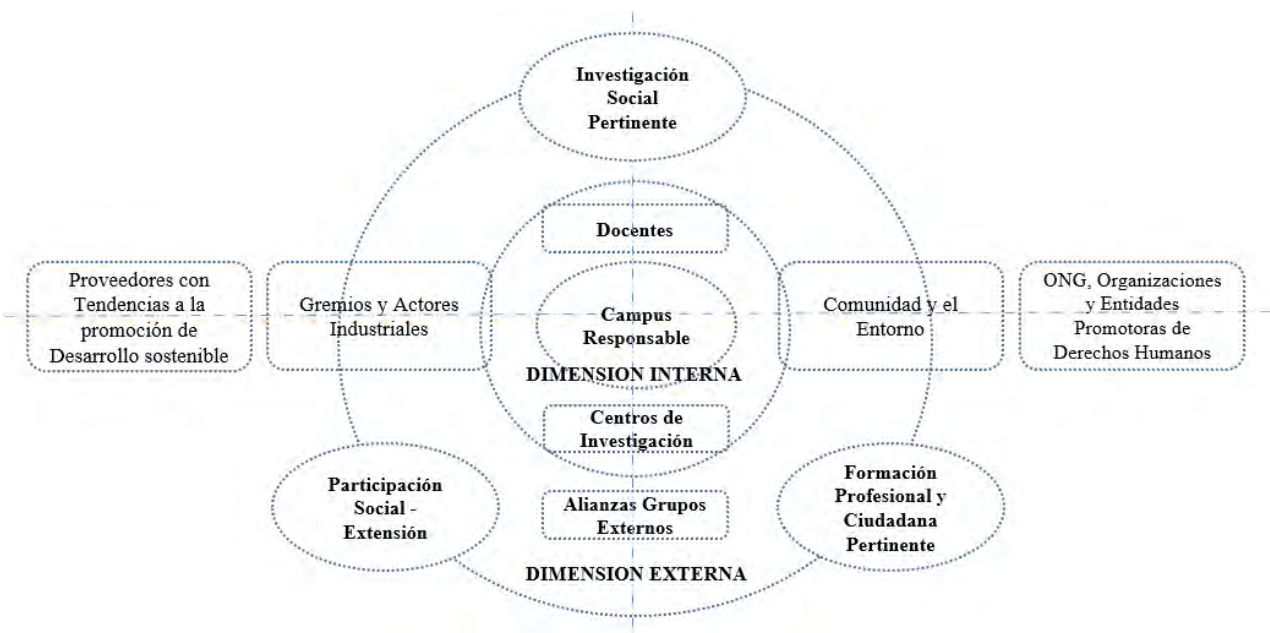 Investigación
Social
Pertinente
Docentes
Proveedores con
Tendencias a la
promoción de
Desarrollo sostenible
Gremios y Actores
Industriales
Campus
Responsable
DIMENSION INTERNA
Comunidad y el
Entorno
ONG, Organizaciones
y Entidades
Promotoras de
Derechos Humanos
Centros de
Investigación
Participación
Social -
Extensión
Alianzas Grupos
Externos
Formación
Profesional y
Ciudadana
Pertinente
DIMENSION EXTERNA